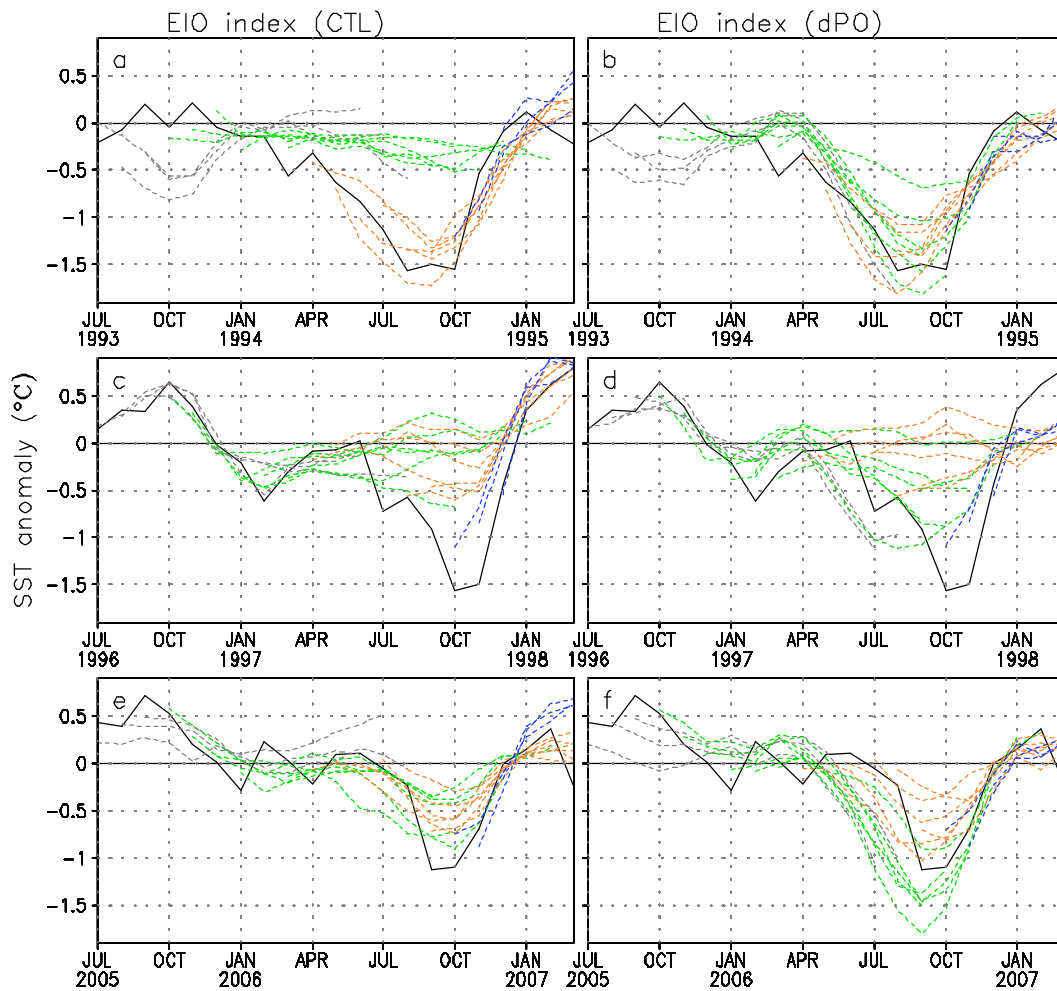 EIO index (CTL)
EIO index (dPO)
a
b
0.5
0
−0.5
−1
−1.5
JUL OCT JAN APR JUL OCT JAN JUL OCT JAN APR JUL OCT JAN
1993 1994 1995 1993 1994 1995
SST anomaly (°C)
c
d
0.5
0
−0.5
−1
−1.5
JUL OCT JAN APR JUL OCT JAN JUL OCT JAN APR JUL OCT JAN
1996 1997 1998 1996 1997 1998
e
f
0.5
0
−0.5
−1
−1.5
JUL OCT JAN APR JUL OCT JAN JUL OCT JAN APR JUL OCT JAN
2005 2006 2007 2005 2006 2007